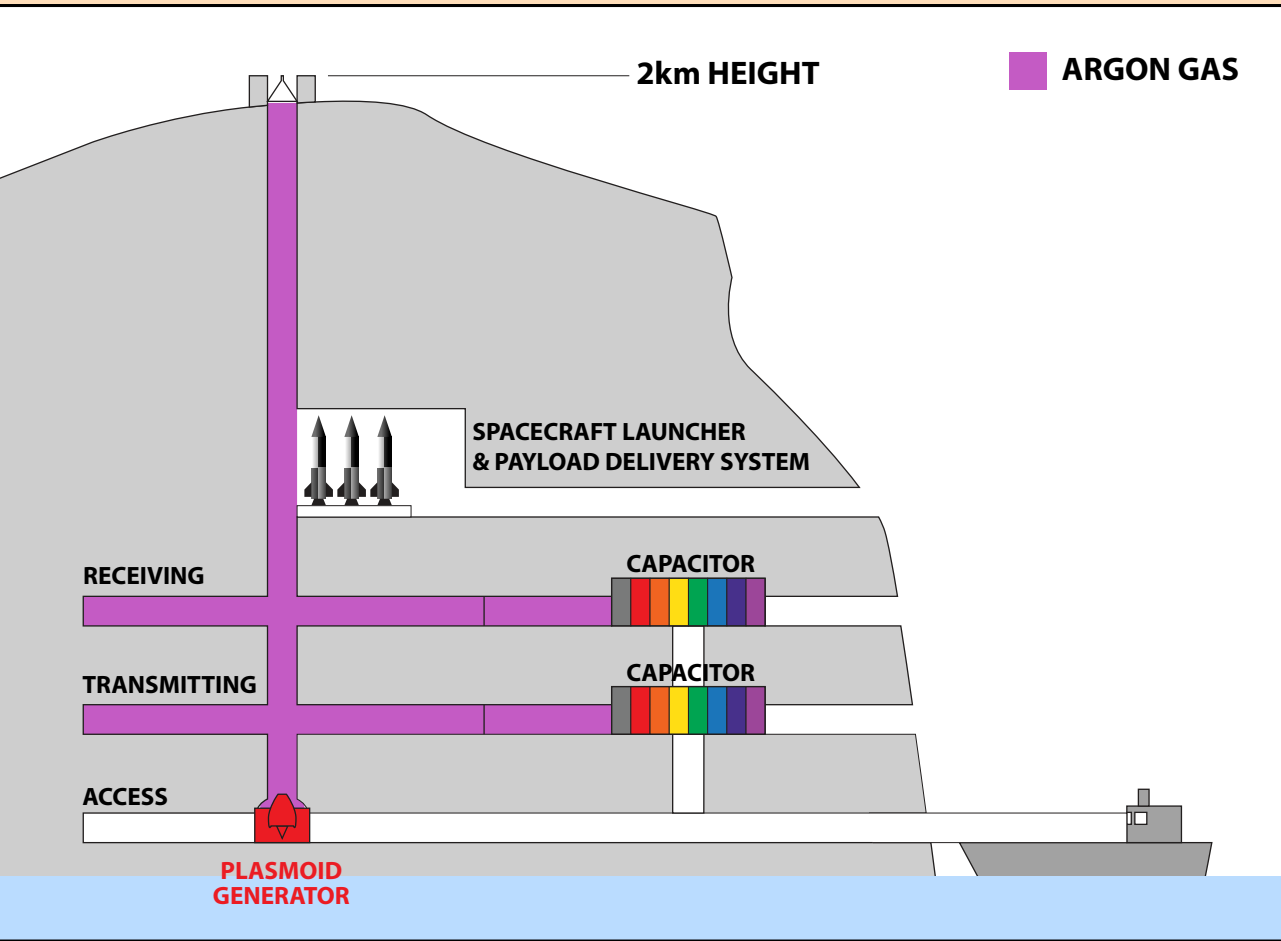 2km HEIGHT
ARGON GAS
SPACECRAFT LAUNCHER
& PAYLOAD DELIVERY SYSTEM
CAPACITOR
RECEIVING
CAPACITOR
TRANSMITTING
ACCESS
PLASMOID
GENERATOR